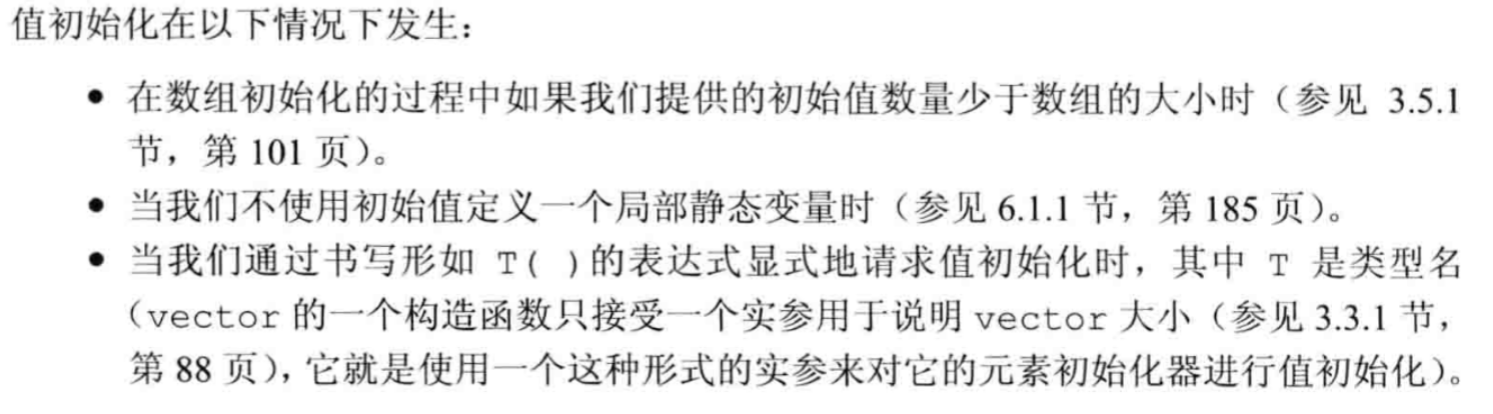 值初始化在以下情况下发生：
● 在数组初始化的过程中如果我们提供的初始值数量少于数组的大小时（参见 3.5.1
节，第 101 页）。
● 当我们不使用初始值定义一个局部静态变量时（参见 6.1.1 节，第 185 页）。
● 当我们通过书写形如 T( )的表达式显式地请求值初始化时，其中 T 是类型名
（vector 的一个构造函数只接受一个实参用于说明 vector 大小（参见 3.3.1 节，
第 88 页），它就是使用一个这种形式的实参来对它的元素初始化器进行值初始化）。